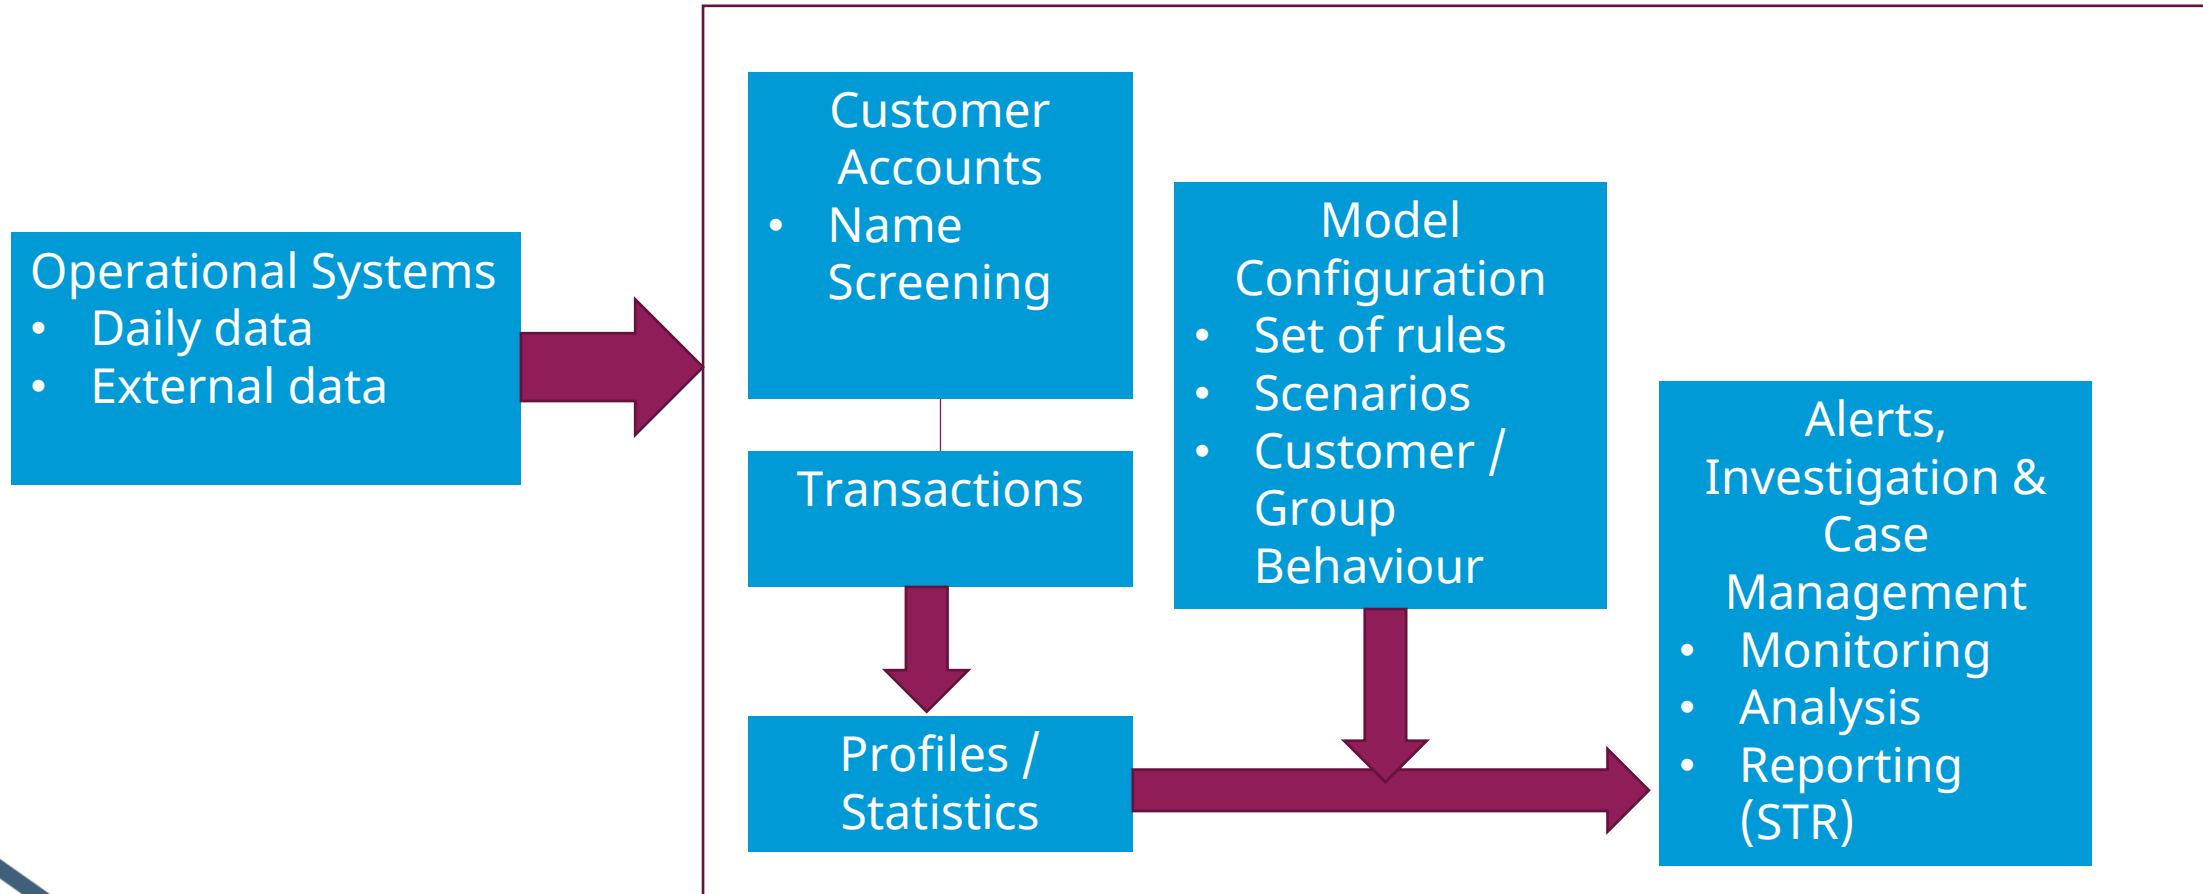 Operational Systems
• Daily data
• External data
Customer
Accounts
• Name
Screening
Transactions
Profiles /
Statistics
Model
Configuration
• Set of rules
• Scenarios
• Customer /
Group
Behaviour
Alerts,
Investigation &
Case
Management
• Monitoring
• Analysis
• Reporting
(STR)